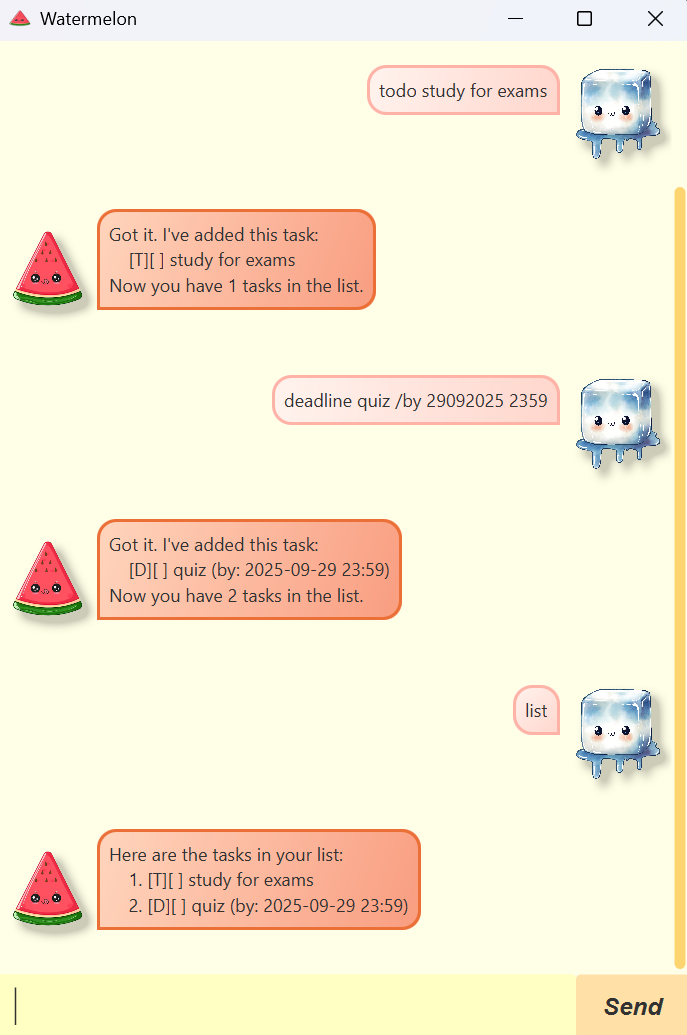 Watermelon
todo study for exams
Got it. I've added this task:
[T][ ] study for exams
Now you have 1 tasks in the list.
deadline quiz /by 29092025 2359
Got it. I've added this task:
[D][ ] quiz (by: 2025-09-29 23:59)
Now you have 2 tasks in the list.
list
Here are the tasks in your list:
1. [T][ ] study for exams
2. [D][ ] quiz (by: 2025-09-29 23:59)
Send